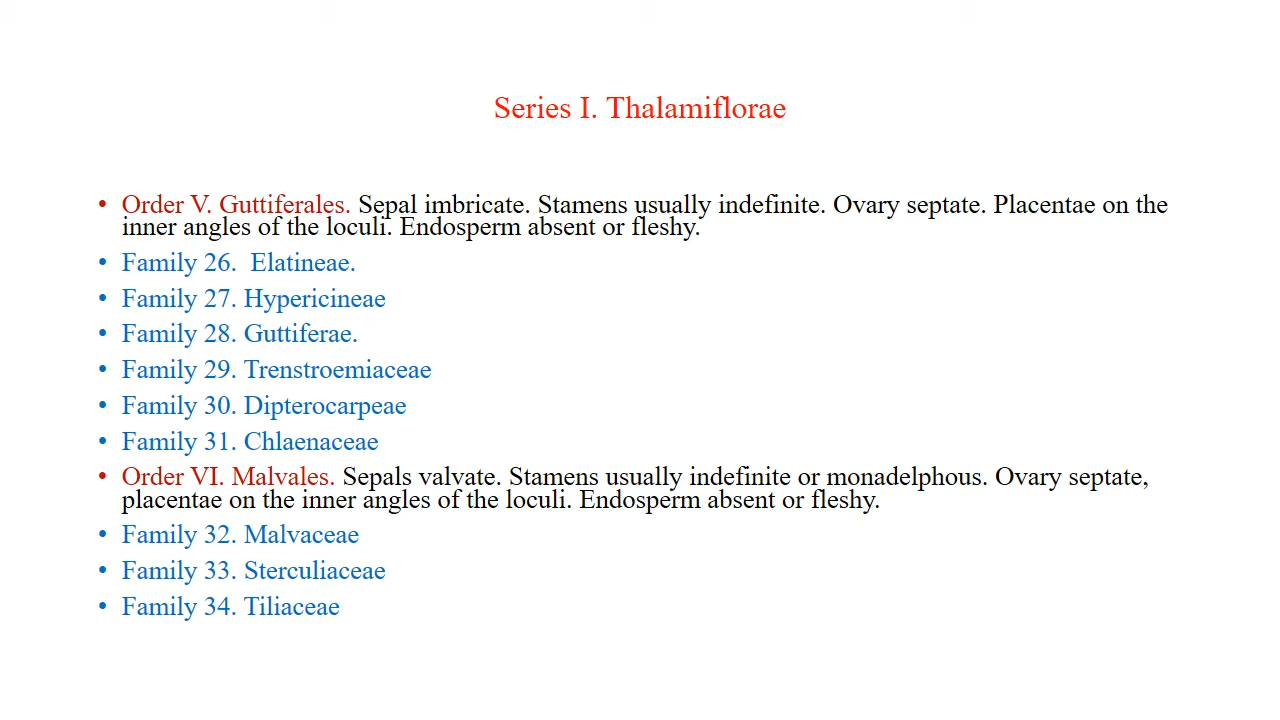 Series I. Thalamiflorae
• Order V. Guttiferales. Sepal imbricate. Stamens usually indefinite. Ovary septate. Placentae on the
inner angles of the loculi. Endosperm absent or fleshy.
• Family 26.  Elatineae.
• Family 27. Hypericineae
• Family 28. Guttiferae.
• Family 29. Trenstroemiaceae
• Family 30. Dipterocarpeae
• Family 31. Chlaenaceae
• Order VI. Malvales. Sepals valvate. Stamens usually indefinite or monadelphous. Ovary septate,
placentae on the inner angles of the loculi. Endosperm absent or fleshy.
• Family 32. Malvaceae
• Family 33. Sterculiaceae
• Family 34. Tiliaceae